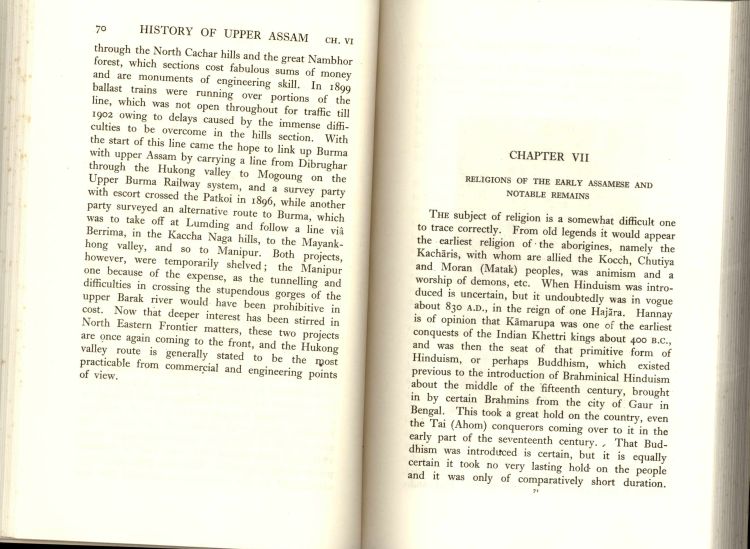 70 HISTORY OF UPPER ASSAM CH. VI
through the North Cachar hills and the great Nambhor
forest, which sections cost fabulous sums of money
and are monuments of engineering skill. In 1899
ballast trains were running over portions of the
line, which was not open throughout for traffic till
1902 owing to delays caused by the immense diffi-
culties to be overcome in the hills section. With
the start of this line came the hope to link up Burma
with upper Assam by carrying a line from Dibrughar
through the Hukong valley to Mogoung on the
Upper Burma Railway system, and a survey party
with escort crossed the Patkoi in 1896, while another
party surveyed an alternative route to Burma, which
was to take off at Lumding and follow a line viâ
Berrima, in the Kaccha Naga hills, to the Mayank-
hong valley, and so to Manipur. Both projects,
however, were temporarily shelved; the Manipur
one because of the expense, as the tunnelling and
difficulties in crossing the stupendous gorges of the
upper Barak river would have been prohibitive in
cost. Now that deeper interest has been stirred in
North Eastern Frontier matters, these two projects
are once again coming to the front, and the Hukong
valley route is generally stated to be the most
practicable from commercial and engineering points
of view.
CHAPTER VII
RELIGIONS OF THE EARLY ASSAMESE AND
NOTABLE REMAINS
THE subject of religion is a somewhat difficult one
to trace correctly. From old legends it would appear
the earliest religion of the aborigines, namely the
Kachāris, with whom are allied the Kocch, Chutiya
and Moran (Matak) peoples, was animism and a
worship of demons, etc. When Hinduism was intro-
duced is uncertain, but it undoubtedly was in vogue
about 830 A.D., in the reign of one Hajāra. Hannay
is of opinion that Kāmarupa was one of the earliest
conquests of the Indian Khettri kings about 400 B.C.,
and was then the seat of that primitive form of
Hinduism, or perhaps Buddhism, which existed
previous to the introduction of Brahminical Hinduism
about the middle of the fifteenth century, brought
in by certain Brahmins from the city of Gaur in
Bengal. This took a great hold on the country, even
the Tai (Ahom) conquerors coming over to it in the
early part of the seventeenth century. That Bud-
dhism was introduced is certain, but it is equally
certain it took no very lasting hold on the people
and it was only of comparatively short duration.
71